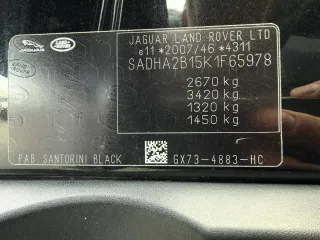 JAGUAR LAND ROVER LTD
e11*2007/46*4311
SADHA2B15K1F65978
2670 kg
3420 kg
1320 kg
1450 kg
PAB SANTORINI BLACK
GX73-4883-HC